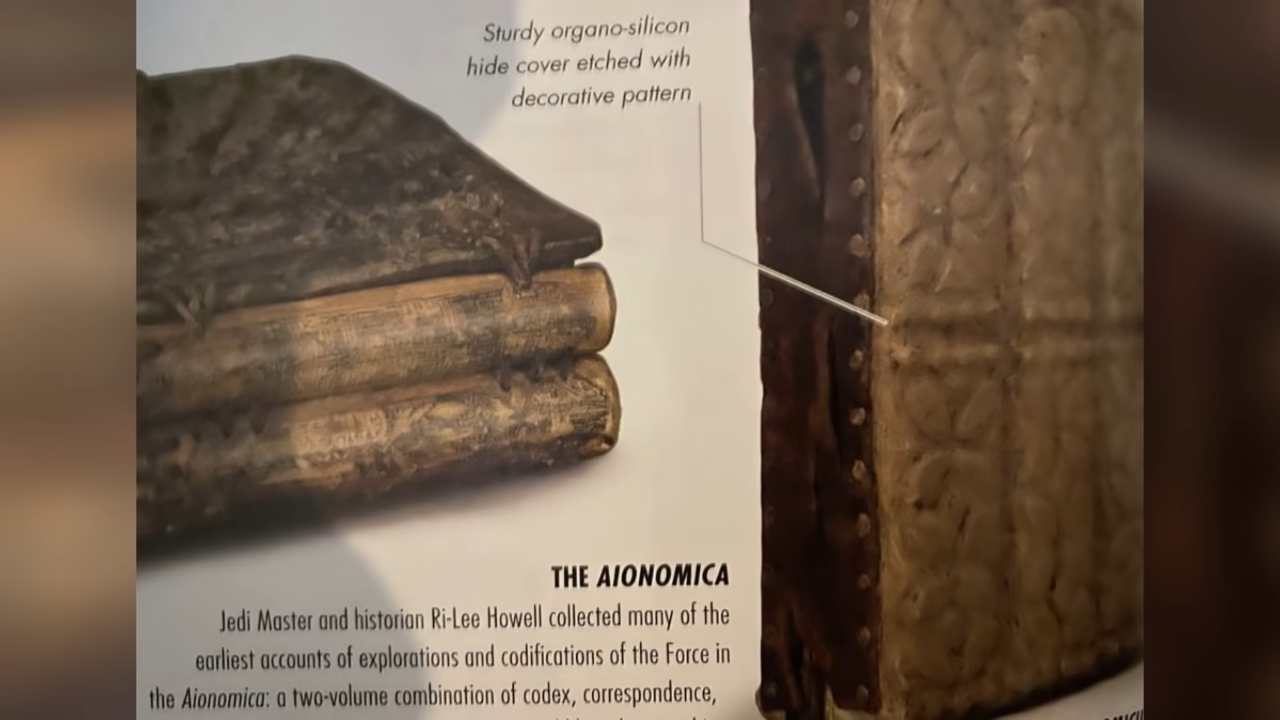 Sturdy organo-silicon
hide cover etched with
decorative pattern
THE AIONOMICA
Jedi Master and historian Ri-Lee Howell collected many of the
earliest accounts of explorations and codifications of the Force in
the Aionomica: a two-volume combination of codex, correspondence,